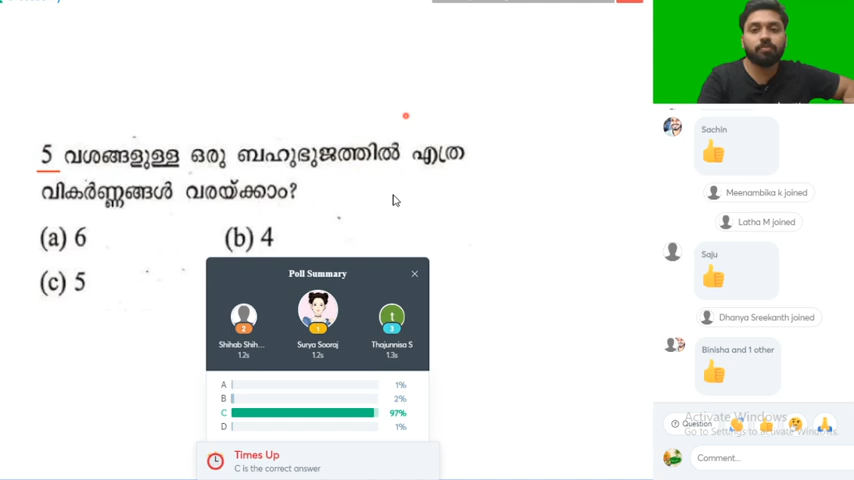 5 വശങ്ങളുള്ള ഒരു ബഹുഭുജത്തിൽ എത്ര
വികർണ്ണങ്ങൾ വരയ്ക്കാം?
(a) 6 (b) 4
(c) 5
Poll Summary
2 1 t 3
Shihab Shih... Surya Sooraj Thajunnisa S
1.2s 1.2s 1.3s
A 1%
B 2%
C 97%
D 1%
Times Up
C is the correct answer
Sachin
Meenambika k joined
Latha M joined
Saju
Dhanya Sreekanth joined
Binisha and 1 other
Question
Activate Windows
Go to Settings to activate Windows.
Comment...